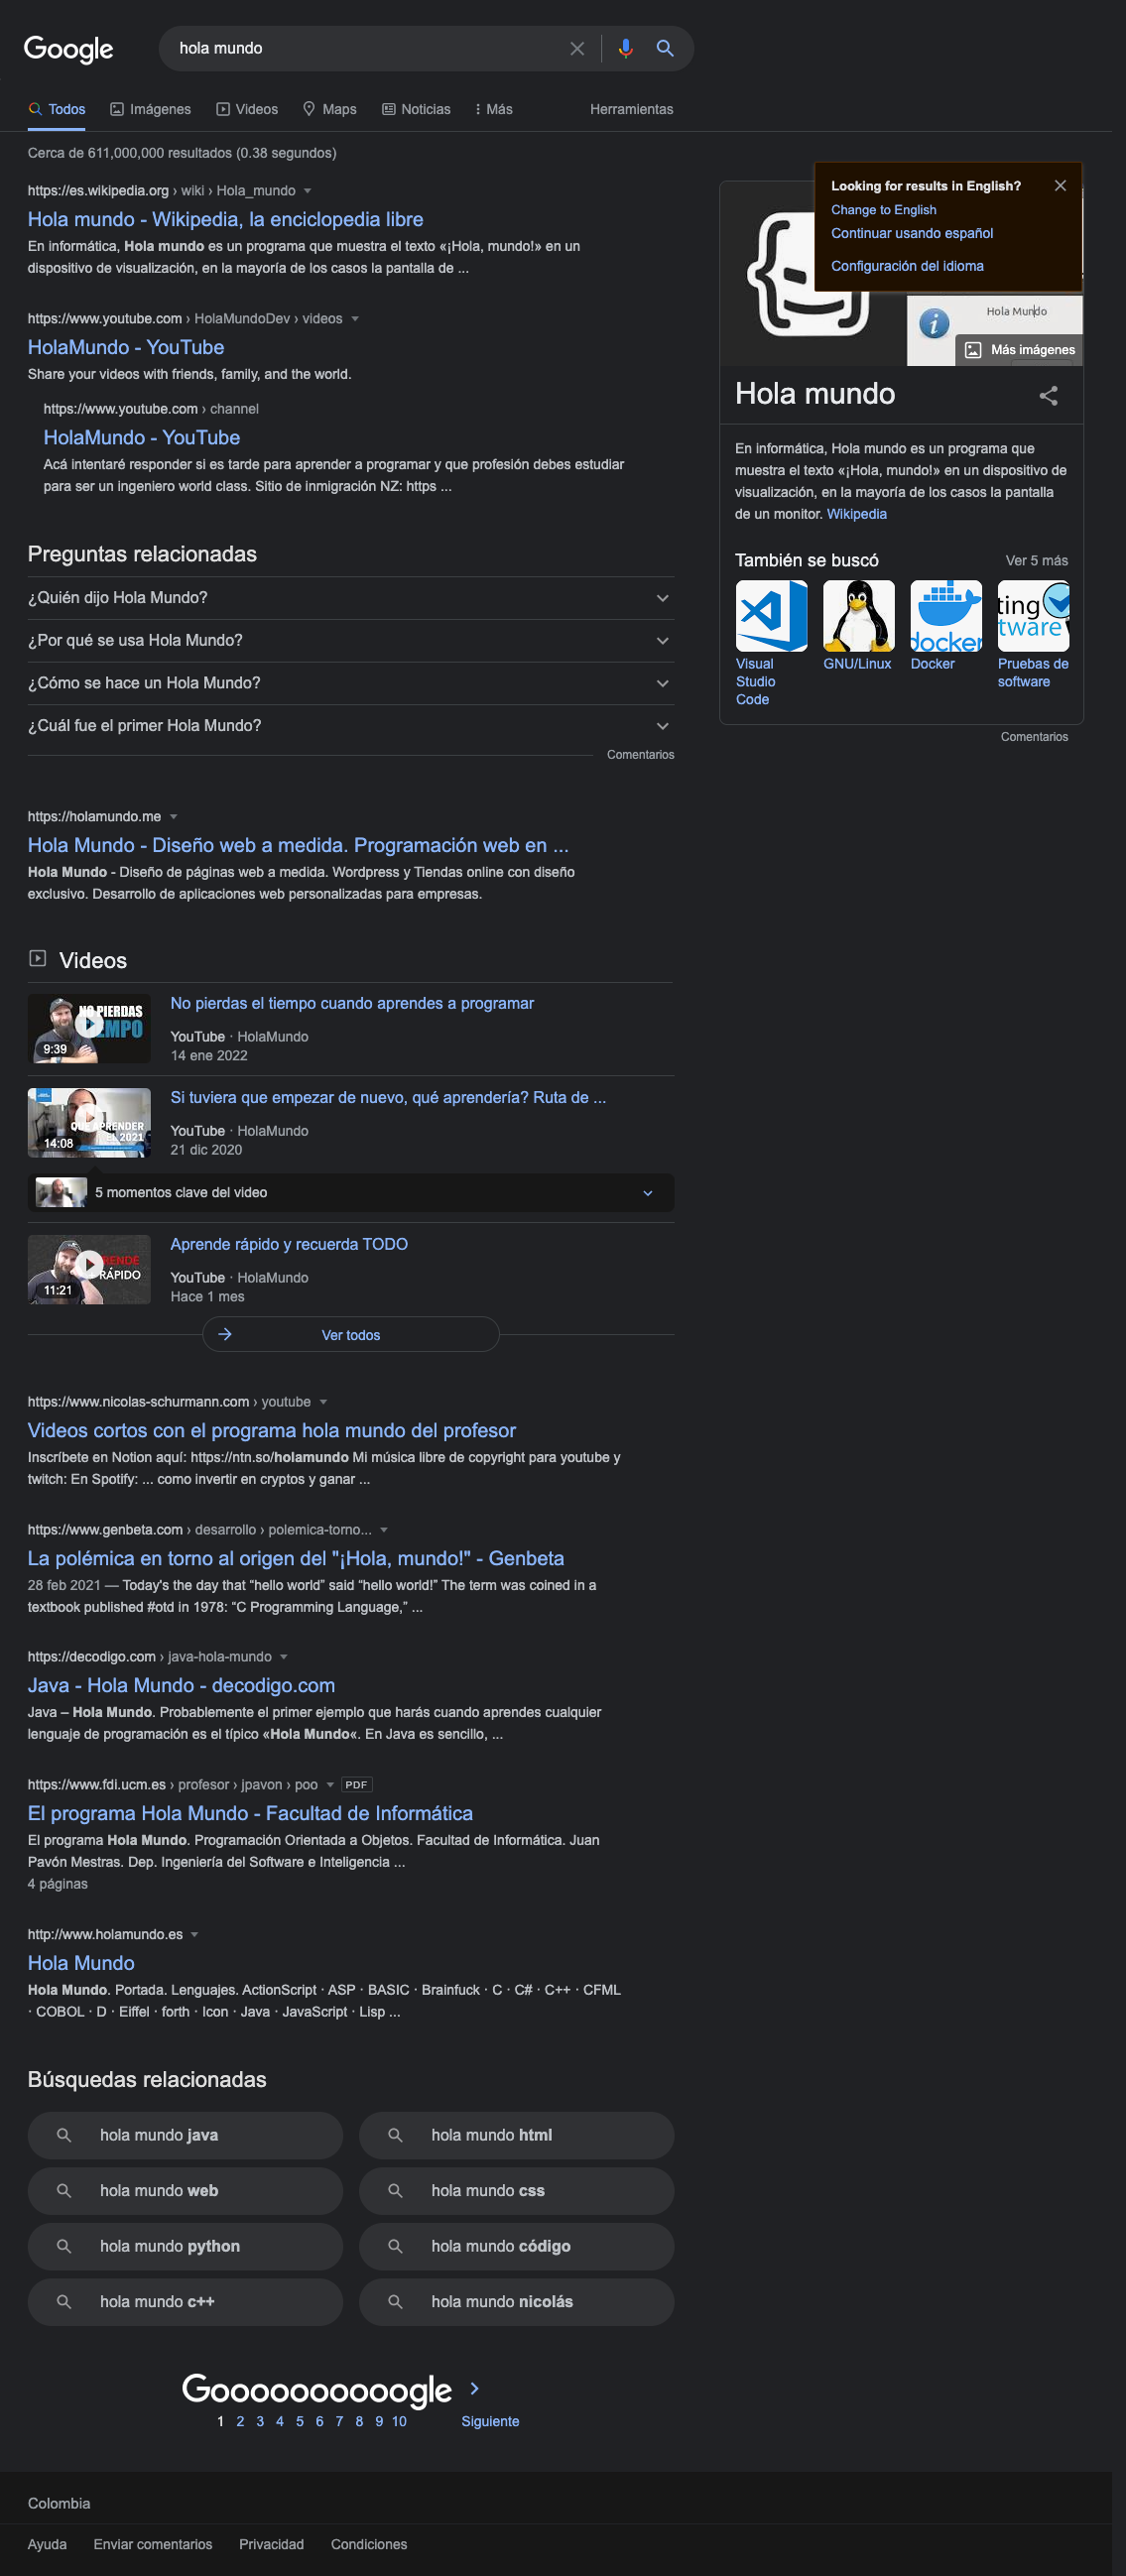 Google
hola mundo
Todos
Imágenes
Videos
Maps
Noticias
Más
Herramientas
Cerca de 611,000,000 resultados (0.38 segundos)
https://es.wikipedia.org › wiki › Hola_mundo
Hola mundo - Wikipedia, la enciclopedia libre
En informática, Hola mundo es un programa que muestra el texto «¡Hola, mundo!» en un
dispositivo de visualización, en la mayoría de los casos la pantalla de ...
https://www.youtube.com › HolaMundoDev › videos
HolaMundo - YouTube
Share your videos with friends, family, and the world.
https://www.youtube.com › channel
HolaMundo - YouTube
Acá intentaré responder si es tarde para aprender a programar y que profesión debes estudiar
para ser un ingeniero world class. Sitio de inmigración NZ: https ...
Preguntas relacionadas
¿Quién dijo Hola Mundo?
¿Por qué se usa Hola Mundo?
¿Cómo se hace un Hola Mundo?
¿Cuál fue el primer Hola Mundo?
Comentarios
https://holamundo.me
Hola Mundo - Diseño web a medida. Programación web en ...
Hola Mundo - Diseño de páginas web a medida. Wordpress y Tiendas online con diseño
exclusivo. Desarrollo de aplicaciones web personalizadas para empresas.
Videos
NO PIERDAS
TIEMPO
9:39
No pierdas el tiempo cuando aprendes a programar
YouTube · HolaMundo
14 ene 2022
QUÉ APRENDER
EL 2021
14:08
Si tuviera que empezar de nuevo, qué aprendería? Ruta de ...
YouTube · HolaMundo
21 dic 2020
5 momentos clave del video
RÁPIDO
11:21
Aprende rápido y recuerda TODO
YouTube · HolaMundo
Hace 1 mes
Ver todos
https://www.nicolas-schurmann.com › youtube
Videos cortos con el programa hola mundo del profesor
Inscríbete en Notion aquí: https://ntn.so/holamundo Mi música libre de copyright para youtube y
twitch: En Spotify: ... como invertir en cryptos y ganar ...
https://www.genbeta.com › desarrollo › polemica-torno...
La polémica en torno al origen del "¡Hola, mundo!" - Genbeta
28 feb 2021 — Today's the day that “hello world” said “hello world!” The term was coined in a
textbook published #otd in 1978: “C Programming Language,” ...
https://decodigo.com › java-hola-mundo
Java - Hola Mundo - decodigo.com
Java – Hola Mundo. Probablemente el primer ejemplo que harás cuando aprendes cualquier
lenguaje de programación es el típico «Hola Mundo«. En Java es sencillo, ...
https://www.fdi.ucm.es › profesor › jpavon › poo PDF
El programa Hola Mundo - Facultad de Informática
El programa Hola Mundo. Programación Orientada a Objetos. Facultad de Informática. Juan
Pavón Mestras. Dep. Ingeniería del Software e Inteligencia ...
4 páginas
http://www.holamundo.es
Hola Mundo
Hola Mundo. Portada. Lenguajes. ActionScript · ASP · BASIC · Brainfuck · C · C# · C++ · CFML
· COBOL · D · Eiffel · forth · Icon · Java · JavaScript · Lisp ...
Búsquedas relacionadas
hola mundo java
hola mundo html
hola mundo web
hola mundo css
hola mundo python
hola mundo código
hola mundo c++
hola mundo nicolás
Goooooooooogle
1 2 3 4 5 6 7 8 9 10
Siguiente
Looking for results in English?
Change to English
Continuar usando español
Configuración del idioma
Hola Mundo
Más imágenes
Hola mundo
En informática, Hola mundo es un programa que
muestra el texto «¡Hola, mundo!» en un dispositivo de
visualización, en la mayoría de los casos la pantalla
de un monitor. Wikipedia
También se buscó
Ver 5 más
docker
ting
tware
Visual
Studio
Code
GNU/Linux
Docker
Pruebas de
software
Comentarios
Colombia
Ayuda
Enviar comentarios
Privacidad
Condiciones